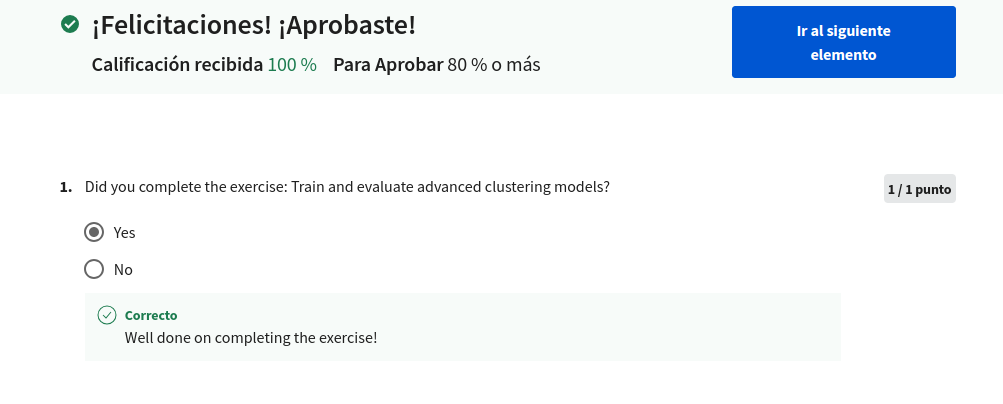 ¡Felicitaciones! ¡Aprobaste!
Calificación recibida 100 % Para Aprobar 80 % o más
Ir al siguiente
elemento
1. Did you complete the exercise: Train and evaluate advanced clustering models?
1 / 1 punto
Yes
No
Correcto
Well done on completing the exercise!